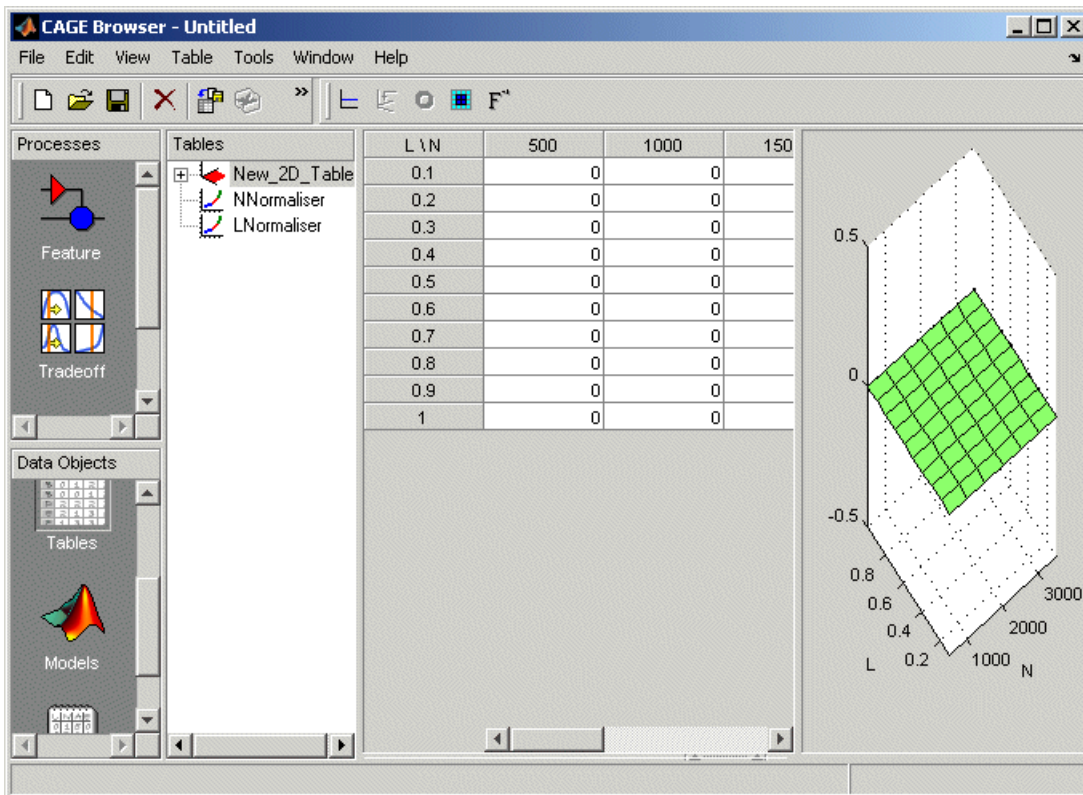 CAGE Browser - Untitled
File Edit View Table Tools Window Help
Processes
Feature
Tradeoff
Data Objects
Tables
Models
Tables
New_2D_Table
NNormaliser
LNormaliser
L \ N 500 1000 150
0.1 0 0
0.2 0 0
0.3 0 0
0.4 0 0
0.5 0 0
0.6 0 0
0.7 0 0
0.8 0 0
0.9 0 0
1 0 0
0.5
0
-0.5
0.8
0.6
0.4
0.2
L
1000
2000
3000
N